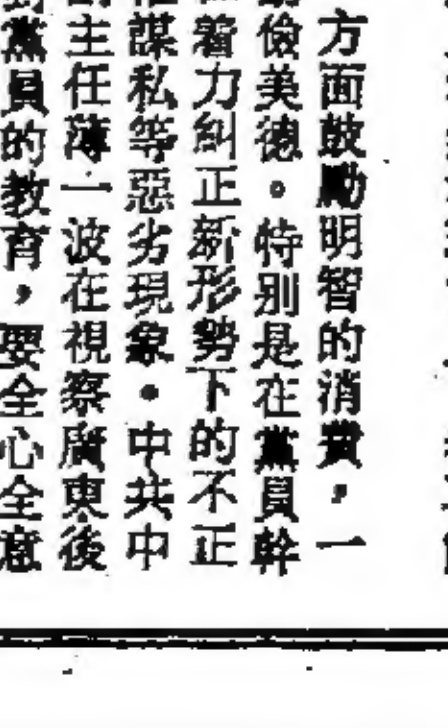 方面鼓勵明智的消費，一
儉美德。特別是在黨員幹
着力糾正新形勢下的不正
謀私等惡劣現象。中共中
主任薄一波在視察廣東後
黨員的教育，要全心全意